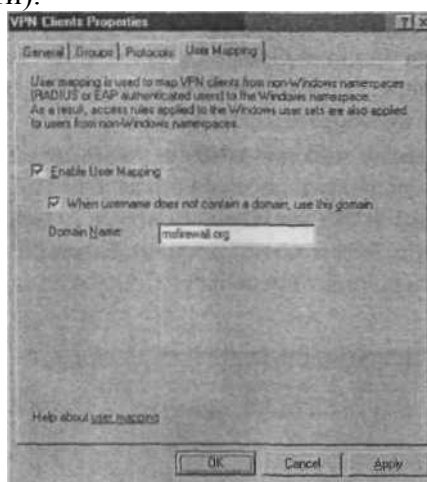 ти).
VPN Clients Properties
General Groups Protocols User Mapping
User mapping is used to map VPN clients from non-Windows namespaces
(RADIUS or EAP authenticated users) to the Windows namespace.
As a result, access rules applied to the Windows user sets are also applied
to users from non-Windows namespaces.
Enable User Mapping
When username does not contain a domain, use this domain
Domain Name: msfirewall.org
Help about user mapping
OK Cancel Apply